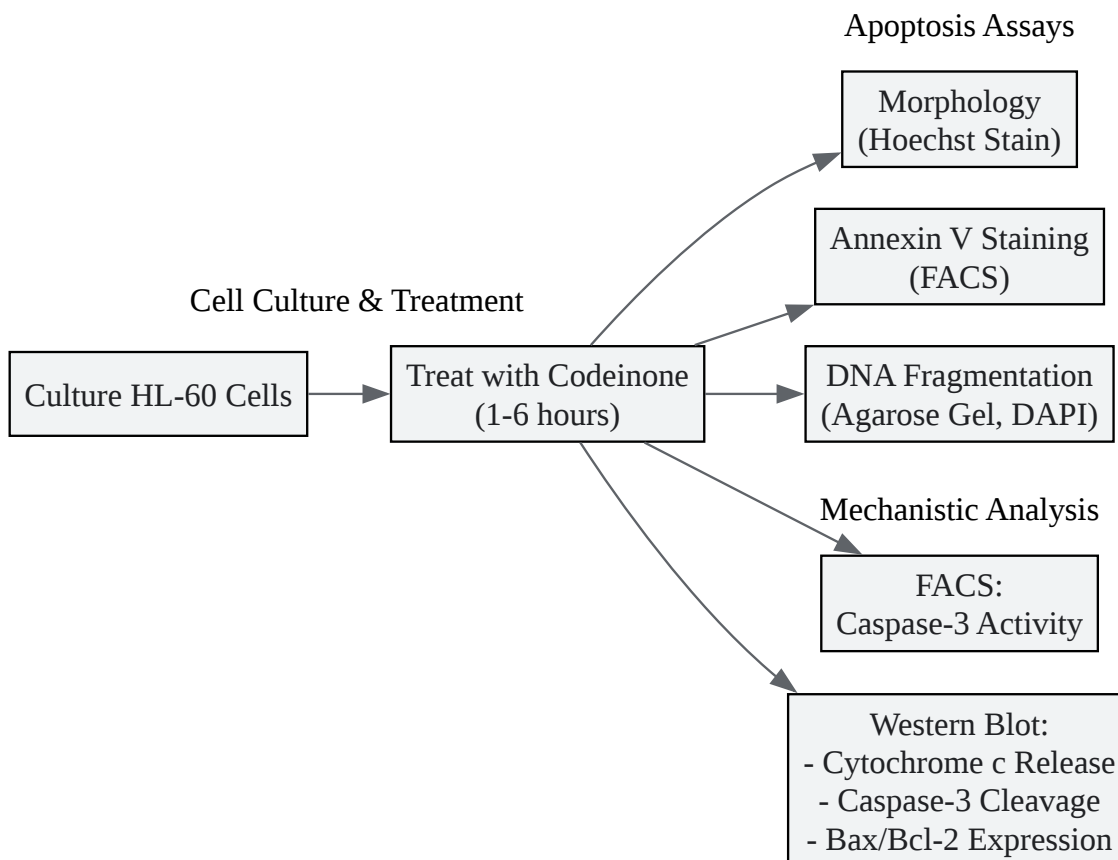 Apoptosis Assays
Morphology
(Hoechst Stain)
Annexin V Staining
(FACS)
Cell Culture & Treatment
Culture HL-60 Cells
Treat with Codeinone
(1-6 hours)
DNA Fragmentation
(Agarose Gel, DAPI)
Mechanistic Analysis
FACS:
Caspase-3 Activity
Western Blot:
- Cytochrome c Release
- Caspase-3 Cleavage
- Bax/Bcl-2 Expression